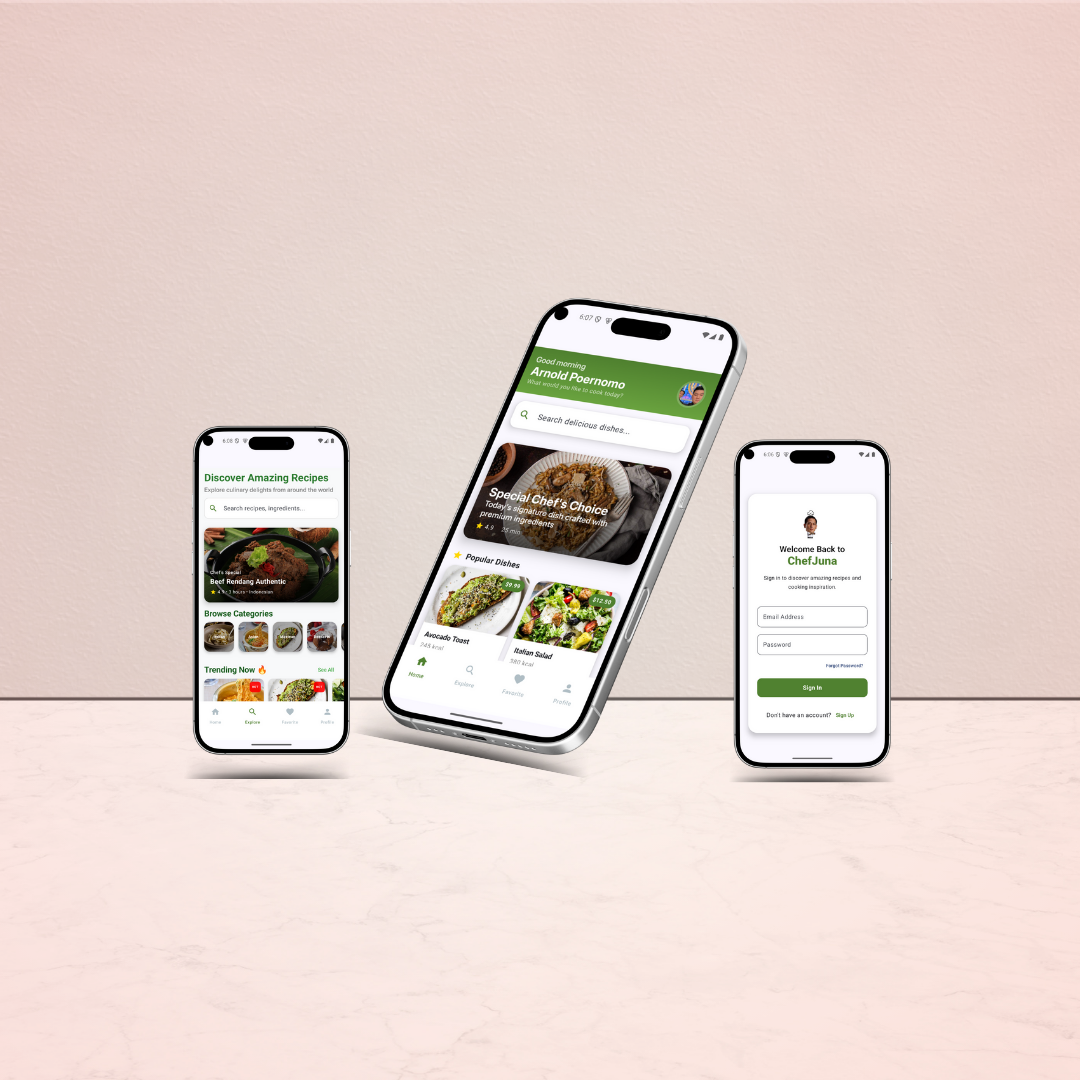 6:08
Discover Amazing Recipes
Explore culinary delights from around the world
Search recipes, ingredients...
Chef's Special
Beef Rendang Authentic
4.9 • 3 hours • Indonesian
Browse Categories
Mexican
Trending Now 🔥
See All
HOT
HOT
Home
Explore
Favorite
Profile
6:07
Good morning
Arnold Poernomo
What would you like to cook today?
Search delicious dishes...
Special Chef's Choice
Today's signature dish crafted with
premium ingredients
4.9
25 min
Popular Dishes
$9.99
$12.50
Avocado Toast
245 kcal
Italian Salad
380 kcal
Home
Explore
Favorite
Profile
6:06
Welcome Back to
ChefJuna
Sign in to discover amazing recipes and
cooking inspiration.
Email Address
Password
Forgot Password?
Sign In
Don't have an account? Sign Up